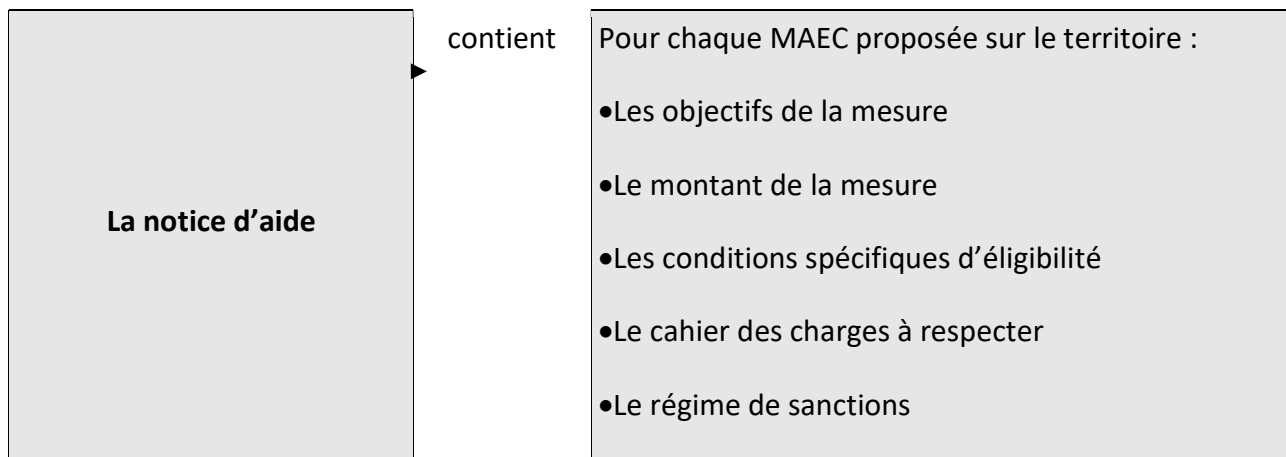 La notice d’aide
contient
Pour chaque MAEC proposée sur le territoire :
•Les objectifs de la mesure
•Le montant de la mesure
•Les conditions spécifiques d’éligibilité
•Le cahier des charges à respecter
•Le régime de sanctions